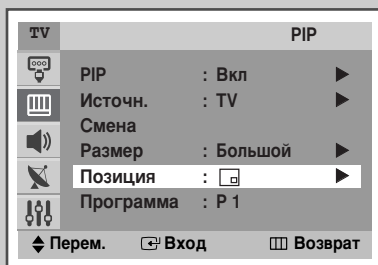 TV PIP
PIP : Вкл
Источн. : TV
Смена
Размер : Большой
Позиция :
Программа : P 1
Перем. Вход Возврат